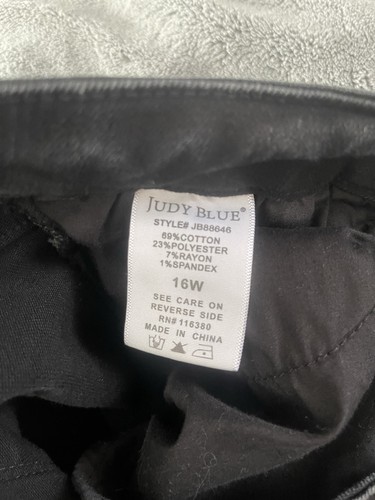 JUDY BLUE®
STYLE# JB88646
69%COTTON
23%POLYESTER
7%RAYON
1%SPANDEX
16W
SEE CARE ON
REVERSE SIDE
RN# 116380
MADE IN CHINA